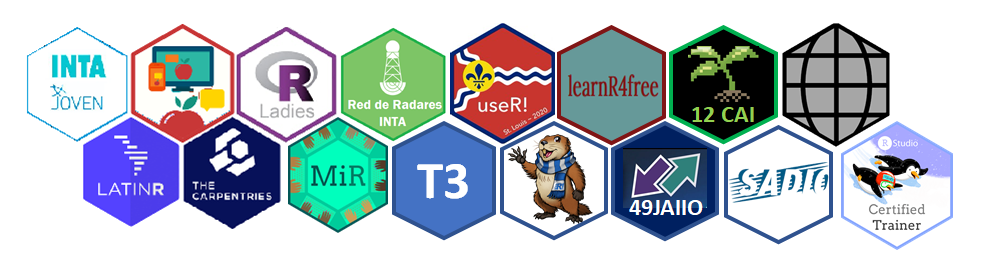 INTA
JOVEN
R
Ladies
Red de Radares
INTA
useR!
St. Louis - 2020
learnR4free
12 CAI
LATINR
THE
CARPENTRIES
MiR
T3
49JAIIO
SADIO
R Studio
Certified
Trainer